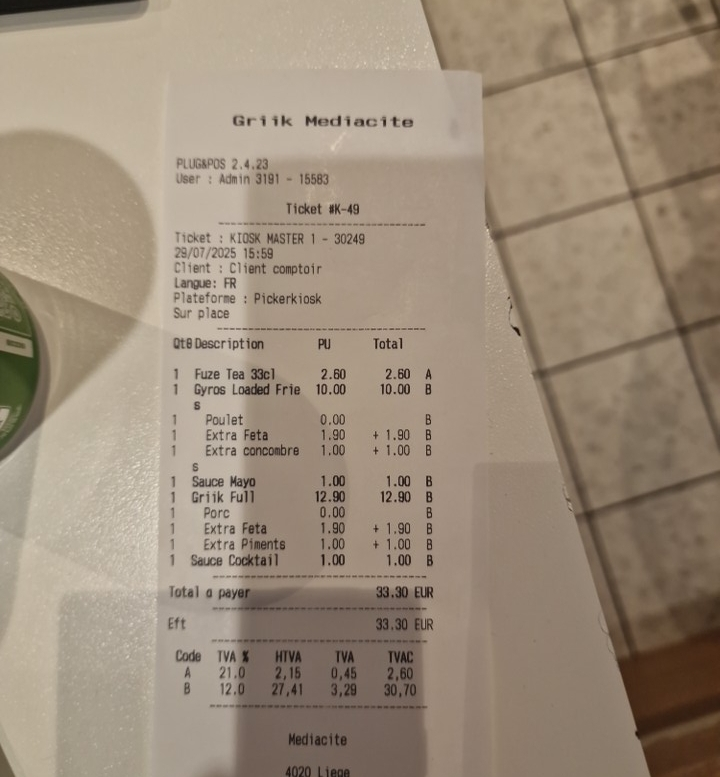 Griik Mediacite
PLUG&POS 2.4.23
User : Admin 3191 - 15583
Ticket #K-49
Ticket : KIOSK MASTER 1 - 30249
29/07/2025 15:59
Client : Client comptoir
Langue: FR
Plateforme : Pickerkiosk
Sur place
Qté Description PU Total
1 Fuze Tea 33cl 2.60 2.60 A
1 Gyros Loaded Frie 10.00 10.00 B
s
1 Poulet 0.00 B
1 Extra Feta 1.90 + 1.90 B
1 Extra concombre 1.00 + 1.00 B
s
1 Sauce Mayo 1.00 1.00 B
1 Griik Full 12.90 12.90 B
1 Porc 0.00 B
1 Extra Feta 1.90 + 1.90 B
1 Extra Piments 1.00 + 1.00 B
1 Sauce Cocktail 1.00 1.00 B
Total a payer 33.30 EUR
Eft 33.30 EUR
Code TVA % HTVA TVA TVAC
A 21.0 2,15 0,45 2,60
B 12.0 27,41 3,29 30,70
Mediacite
4020 Liege